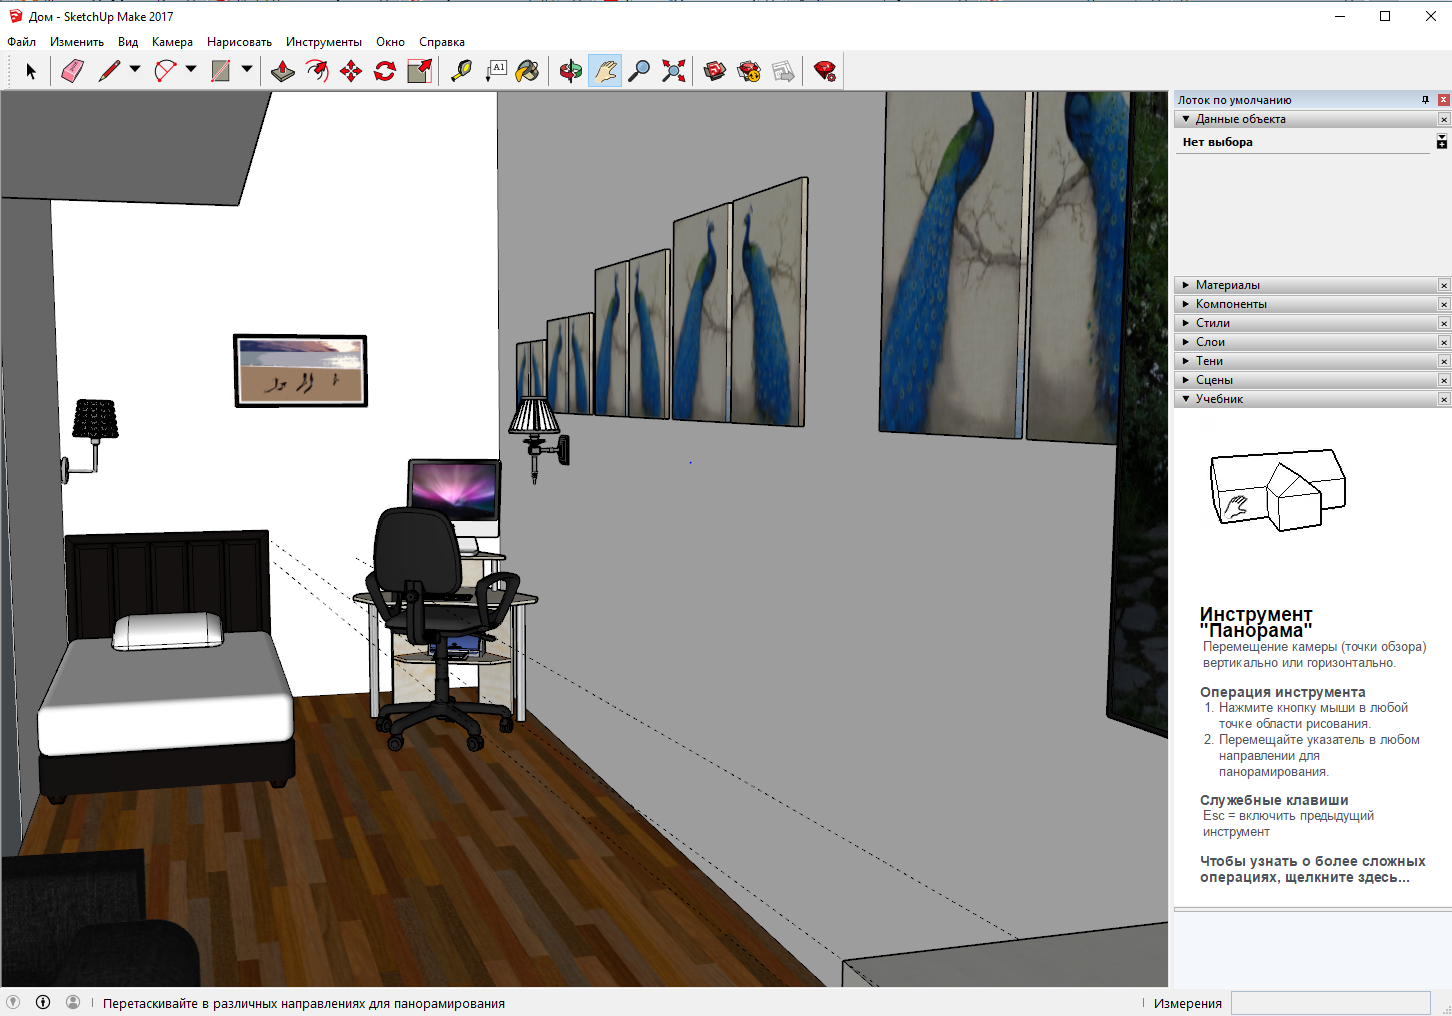 Дом - SketchUp Make 2017
Файл Изменить Вид Камера Нарисовать Инструменты Окно Справка
A1
Лоток по умолчанию
Данные объекта
Нет выбора
Материалы
Компоненты
Стили
Слои
Тени
Сцены
Учебник
Инструмент
"Панорама"
Перемещение камеры (точки обзора)
вертикально или горизонтально.
Операция инструмента
1. Нажмите кнопку мыши в любой
точке области рисования.
2. Перемещайте указатель в любом
направлении для
панорамирования.
Служебные клавиши
Esc = включить предыдущий
инструмент
Чтобы узнать о более сложных
операциях, щелкните здесь...
Перетаскивайте в различных направлениях для панорамирования
Измерения